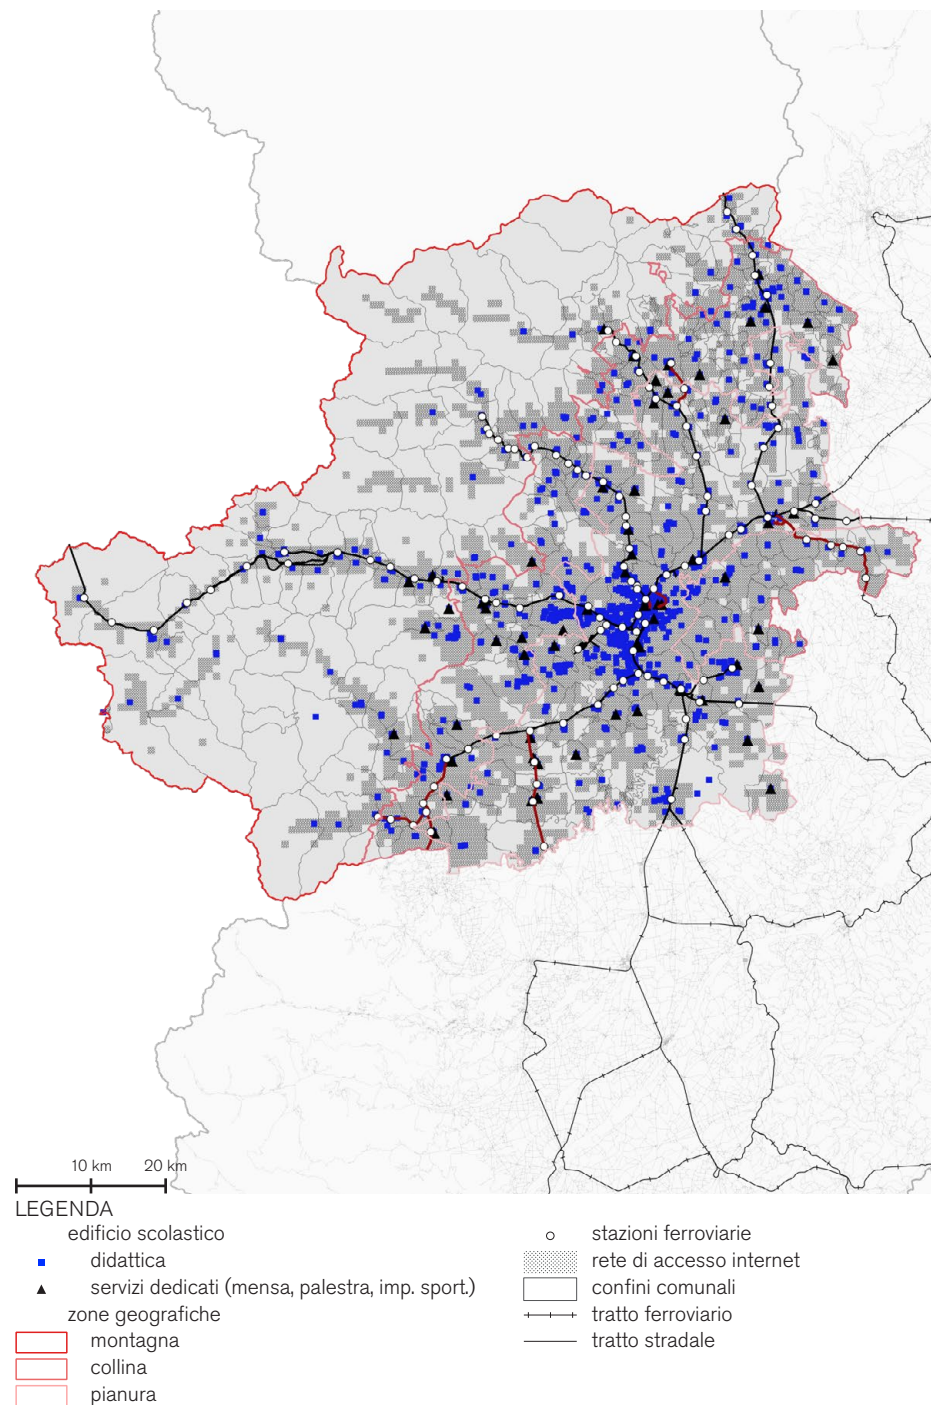 10 km 20 km
LEGENDA
edificio scolastico
didattica
servizi dedicati (mensa, palestra, imp. sport.)
zone geografiche
montagna
collina
pianura
stazioni ferroviarie
rete di accesso internet
confini comunali
tratto ferroviario
tratto stradale